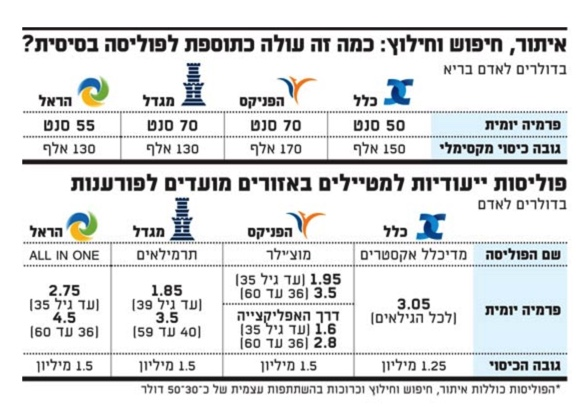 איתור, חיפוש וחילוץ: כמה זה עולה כתוספת לפוליסה בסיסית?
בדולרים לאדם בריא
כלל הפניקס מגדל הראל
פרמיה יומית 50 סנט 70 סנט 70 סנט 55 סנט
גובה כיסוי מקסימלי 150 אלף 170 אלף 130 אלף 130 אלף
פוליסות ייעודיות למטיילים באזורים מועדים לפורענות
בדולרים לאדם
כלל הפניקס מגדל הראל
שם הפוליסה מדיכלל אקסטרים מוצ'ילר תרמילאים ALL IN ONE
פרמיה יומית
3.05
(לכל הגילאים)
1.95 (עד גיל 35)
3.5 (36 עד 60)
דרך האפליקצייה
1.6 (עד גיל 35)
2.8 (36 עד 60)
1.85
(עד גיל 39)
3.5
(40 עד 59)
2.75
(עד גיל 35)
4.5
(36 עד 60)
גובה הכיסוי 1.25 מיליון 1.5 מיליון 1.5 מיליון 1.5 מיליון
*הפוליסות כוללות איתור, חיפוש וחילוץ וכרוכות בהשתתפות עצמית של כ־30־50 דולר